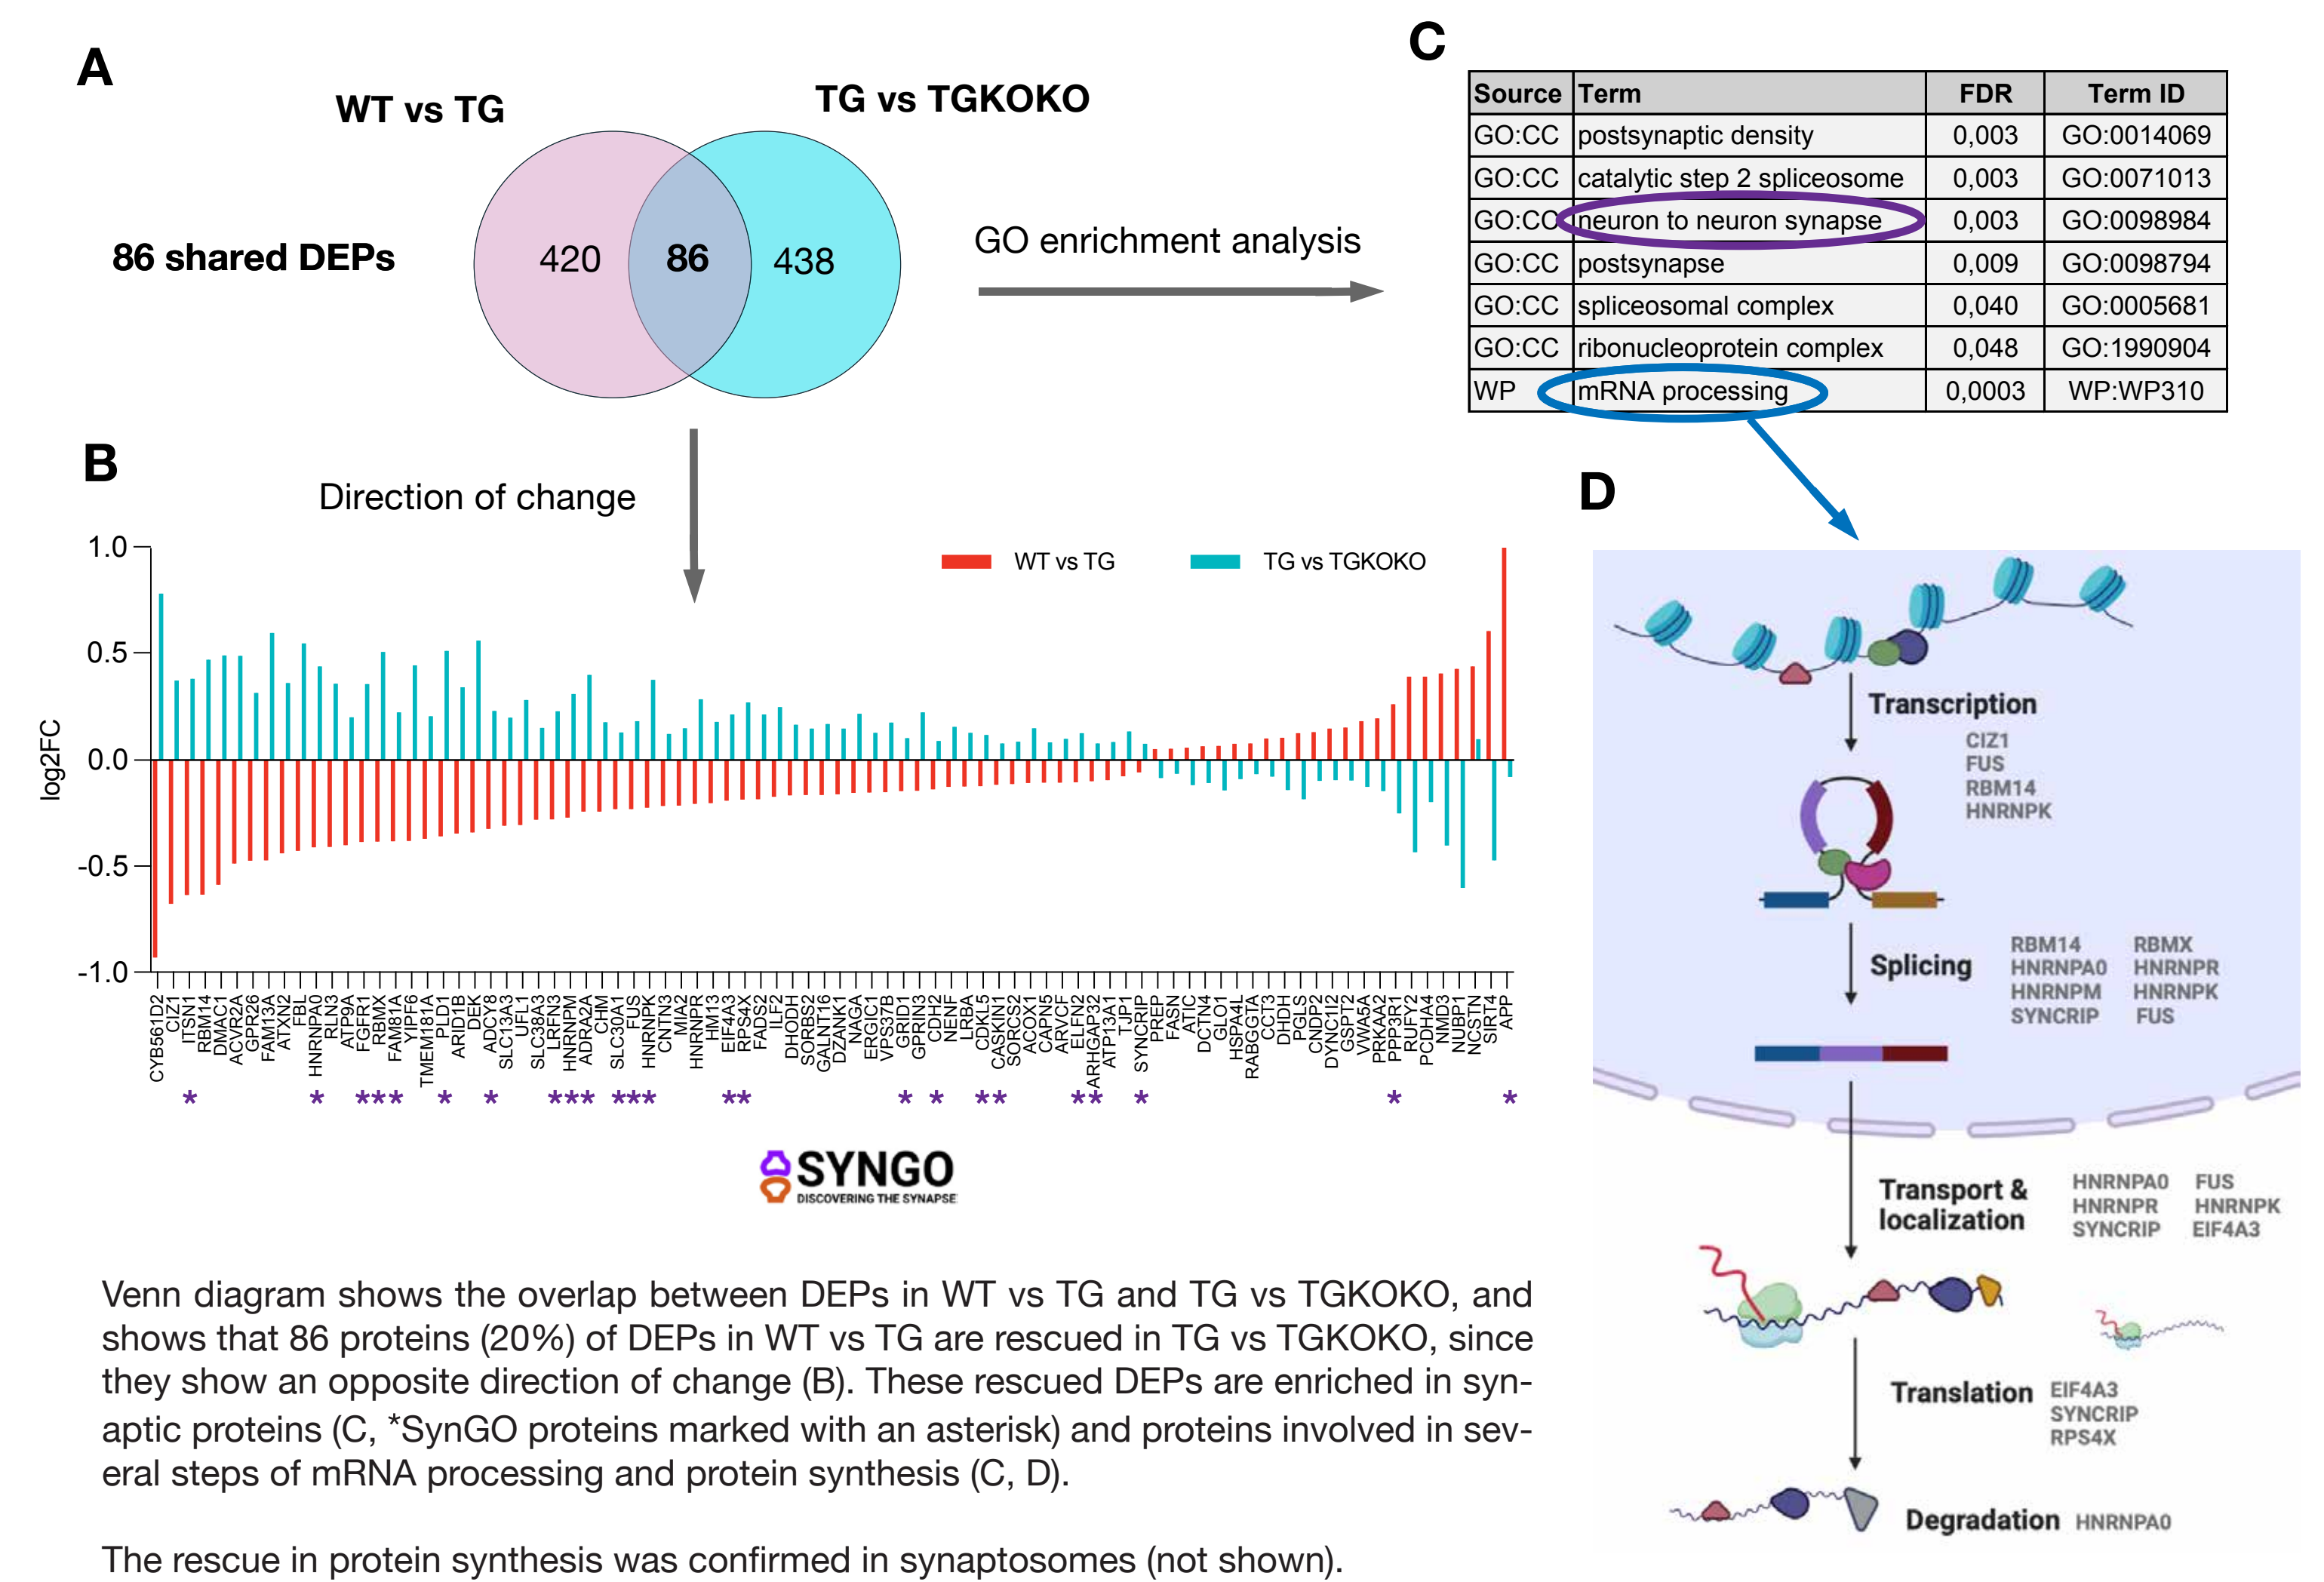 A
WT vs TG
TG vs TGKOKO
86 shared DEPs
420
86
438
GO enrichment analysis
C
Source Term FDR Term ID
GO:CC postsynaptic density 0,003 GO:0014069
GO:CC catalytic step 2 spliceosome 0,003 GO:0071013
GO:CC neuron to neuron synapse 0,003 GO:0098984
GO:CC postsynapse 0,009 GO:0098794
GO:CC spliceosomal complex 0,040 GO:0005681
GO:CC ribonucleoprotein complex 0,048 GO:1990904
WP mRNA processing 0,0003 WP:WP310
B
Direction of change
WT vs TG
TG vs TGKOKO
log2FC
1.0
0.5
0.0
-0.5
-1.0
CYB561D2
CIZ1
ITSN1
RBM14
DMAC1
ACVR2A
GPR26
FAM13A
ATXN2
FBL
HNRNPA0
RLN3
ATP9A
FGFR1
RBMX
FAM81A
YIPF6
TMEM181A
PLD1
ARID1B
DEK
ADCY8
SLC13A3
UFL1
SLC38A3
LRFN3
HNRNPM
ADRA2A
CHM
SLC30A1
FUS
HNRNPK
CNTN3
MIA2
HNRNPR
HM13
EIF4A3
RPS4X
FADS2
ILF2
DHODH
SORBS2
GALNT16
DZANK1
NAGA
ERGIC1
VPS37B
GRID1
GPRIN3
CDH2
NENF
LRBA
CDKL5
CASKIN1
SORCS2
ACOX1
CAPN5
ARVCF
ELFN2
ARHGAP32
ATP13A1
TJP1
SYNCRIP
PREP
FASN
ATIC
DCTN4
GLO1
HSPA4L
RABGGTA
CCT3
DHDH
PGLS
CNDP2
DYNC1I2
GSPT2
VWA5A
PRKAA2
PPP3R1
RUFY2
PCDHA4
NMD3
NUBP1
NCSTN
SIRT4
APP
* * *** * * *** *** ** * * ** ** * * *
SYNGO
DISCOVERING THE SYNAPSE
D
Transcription
CIZ1
FUS
RBM14
HNRNPK
Splicing
RBM14 RBMX
HNRNPA0 HNRNPR
HNRNPM HNRNPK
SYNCRIP FUS
Transport &
localization
HNRNPA0 FUS
HNRNPR HNRNPK
SYNCRIP EIF4A3
Translation
EIF4A3
SYNCRIP
RPS4X
Degradation HNRNPA0
Venn diagram shows the overlap between DEPs in WT vs TG and TG vs TGKOKO, and
shows that 86 proteins (20%) of DEPs in WT vs TG are rescued in TG vs TGKOKO, since
they show an opposite direction of change (B). These rescued DEPs are enriched in syn-
aptic proteins (C, *SynGO proteins marked with an asterisk) and proteins involved in sev-
eral steps of mRNA processing and protein synthesis (C, D).
The rescue in protein synthesis was confirmed in synaptosomes (not shown).